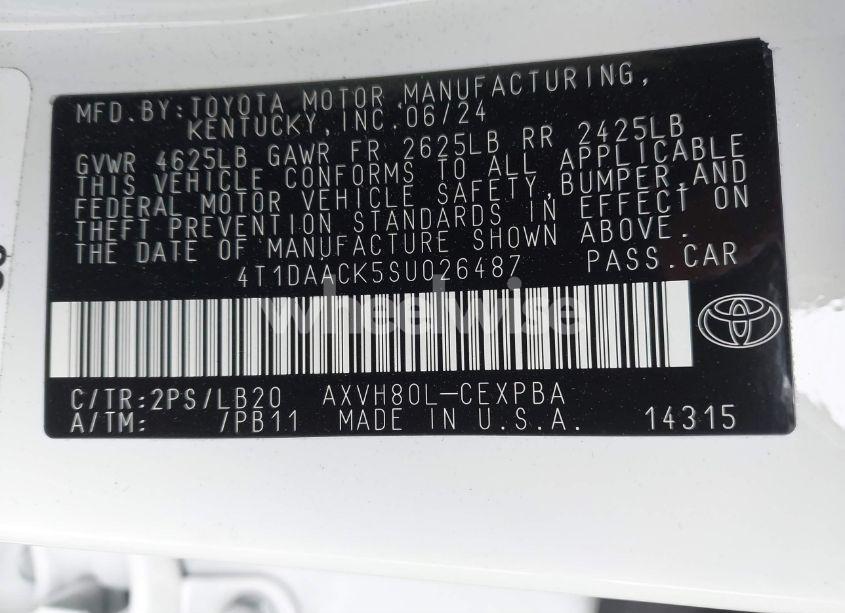 MFD. BY: TOYOTA MOTOR MANUFACTURING,
KENTUCKY, INC. 06/24
GVWR 4625LB GAWR FR 2625LB RR 2425LB
THIS VEHICLE CONFORMS TO ALL APPLICABLE
FEDERAL MOTOR VEHICLE SAFETY, BUMPER, AND
THEFT PREVENTION STANDARDS IN EFFECT ON
THE DATE OF MANUFACTURE SHOWN ABOVE.
4T1DAACK5SU026487 PASS. CAR
wheelwise
C/TR: 2PS/LB20 AXVH80L-CEXPBA
A/TM: /PB11 MADE IN U.S.A. 14315